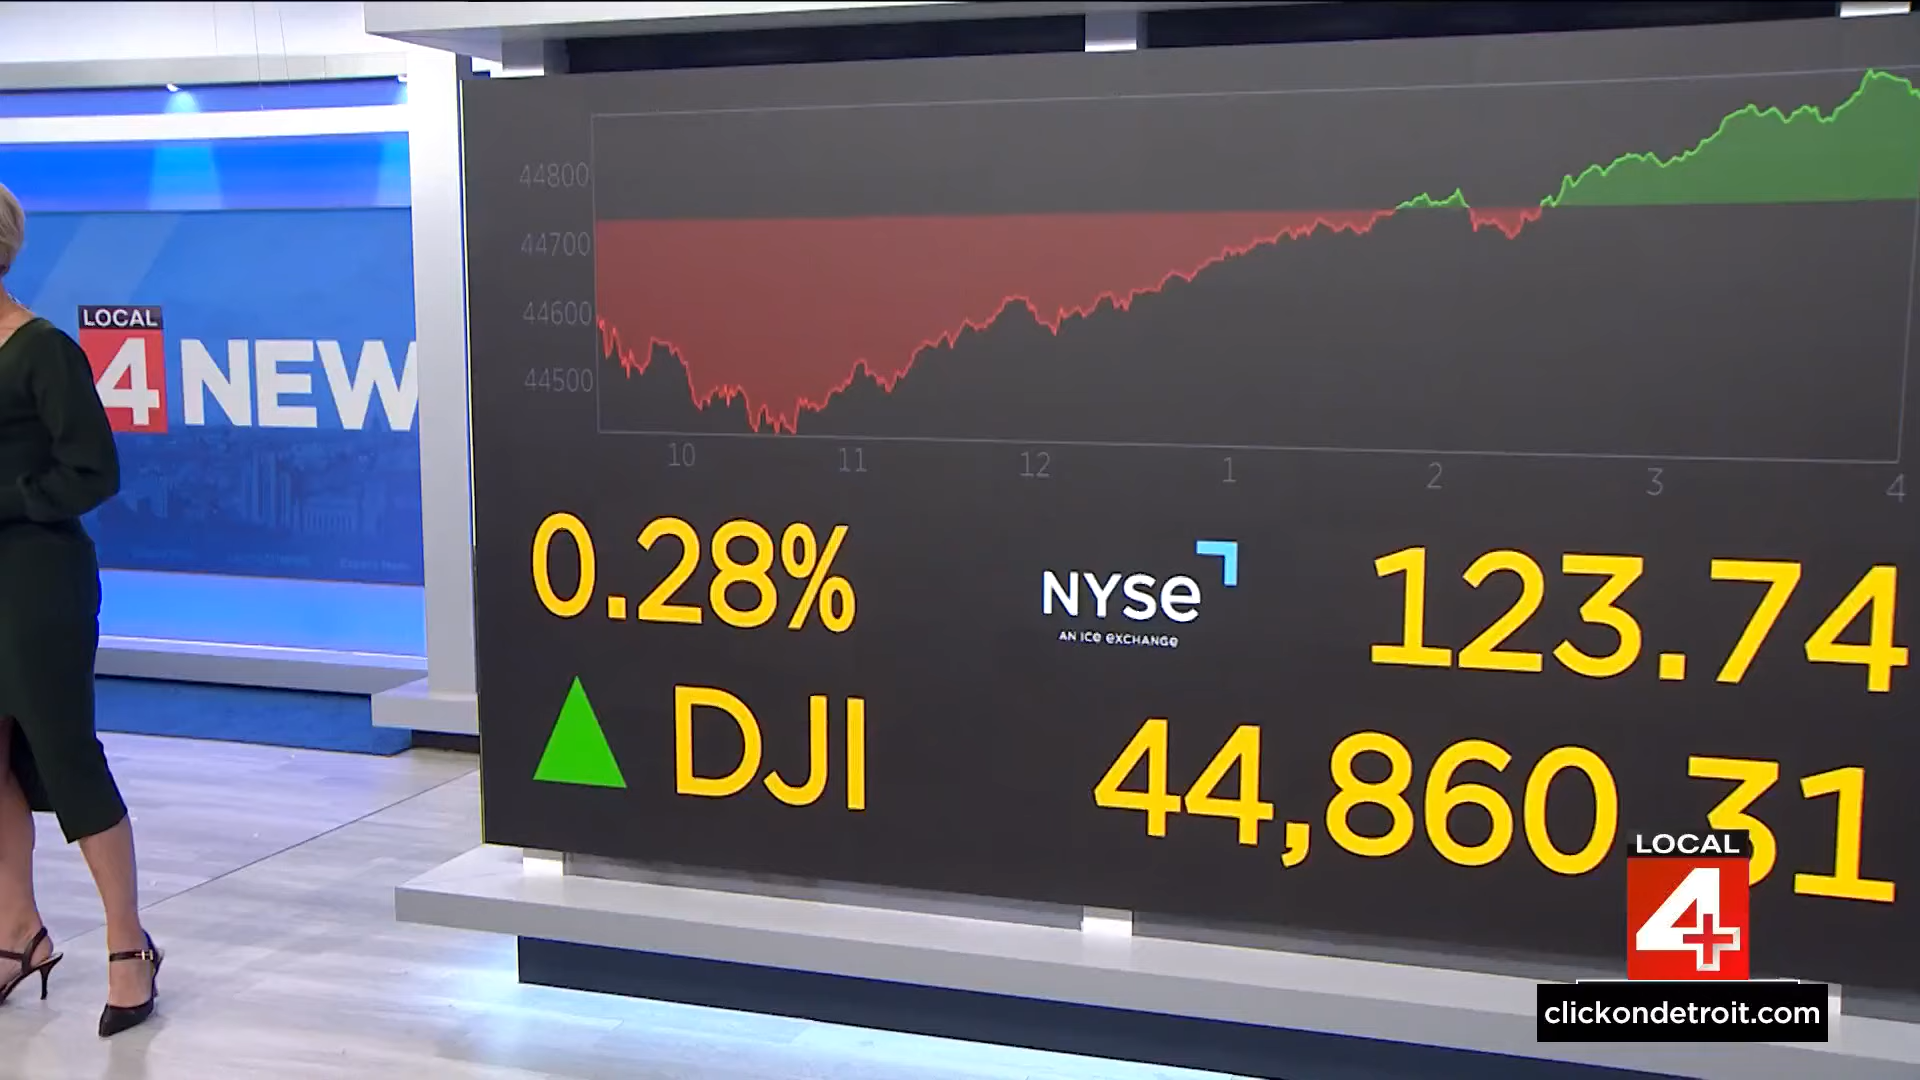 LOCAL
4 NEW
44800
44700
44600
44500
10 11 12 1 2 3 4
0.28%
NYSE
AN ICE EXCHANGE
123.74
DJI
44,860.31
LOCAL
4+
clickondetroit.com